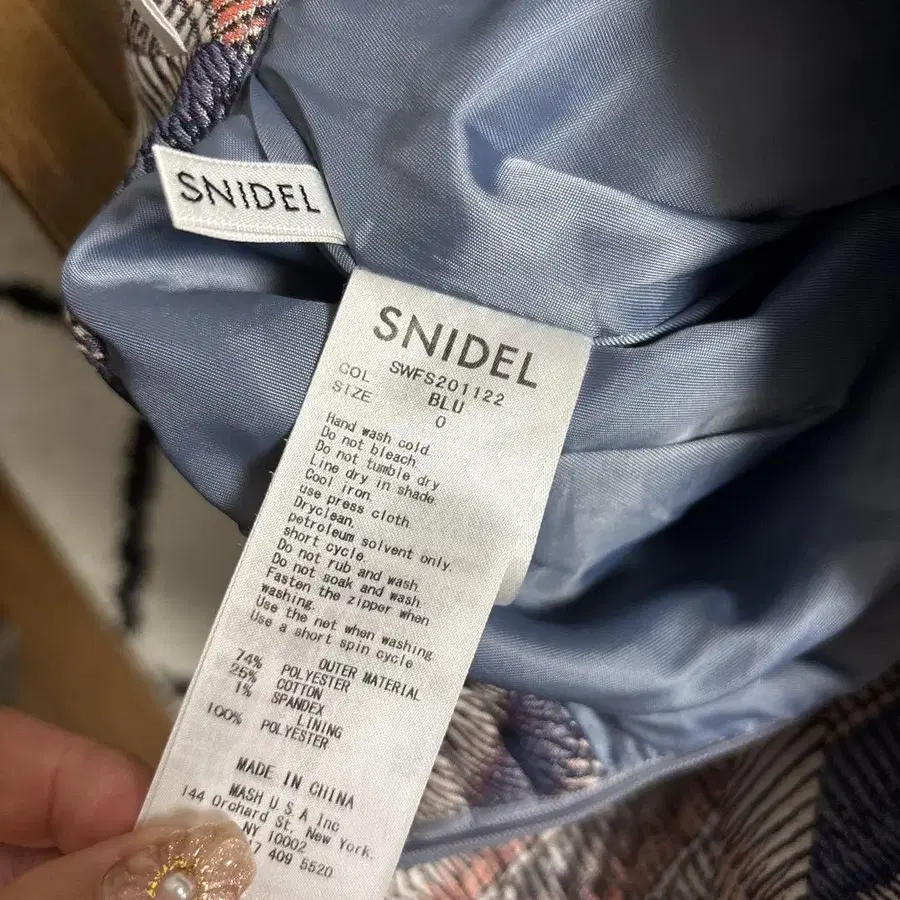 SNIDEL
SNIDEL
SWFS201122
COL BLU
SIZE 0
Hand wash cold.
Do not bleach.
Do not tumble dry
Line dry in shade.
Cool iron.
use press cloth
Dryclean.
petroleum solvent only.
short cycle.
Do not rub and wash.
Do not soak and wash.
Fasten the zipper when
washing.
Use the net when washing.
Use a short spin cycle
OUTER MATERIAL
74% POLYESTER
25% COTTON
1% SPANDEX
LINING
100% POLYESTER
MADE IN CHINA
MASH U S A Inc
144 Orchard St, New York.
NY 10002
17 409 5520